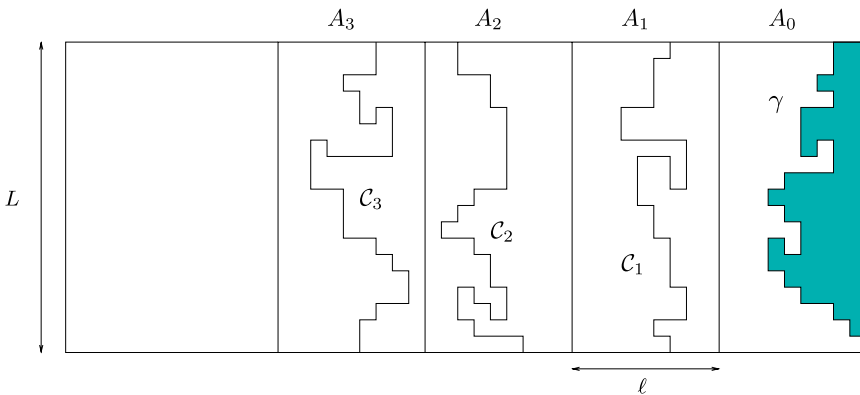 A₃ A₂ A₁ A₀
γ
L
𝒞₃ 𝒞₂
𝒞₁
ℓ